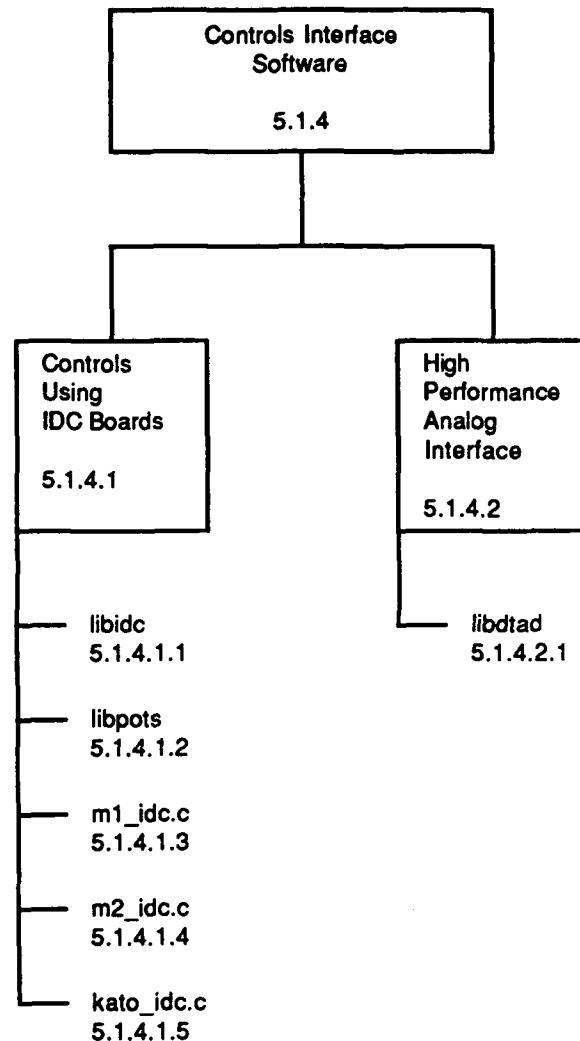 Controls Interface
Software
5.1.4
Controls
Using
IDC Boards
5.1.4.1
High
Performance
Analog
Interface
5.1.4.2
libidc
5.1.4.1.1
libpots
5.1.4.1.2
m1_idc.c
5.1.4.1.3
m2_idc.c
5.1.4.1.4
kato_idc.c
5.1.4.1.5
libdtad
5.1.4.2.1